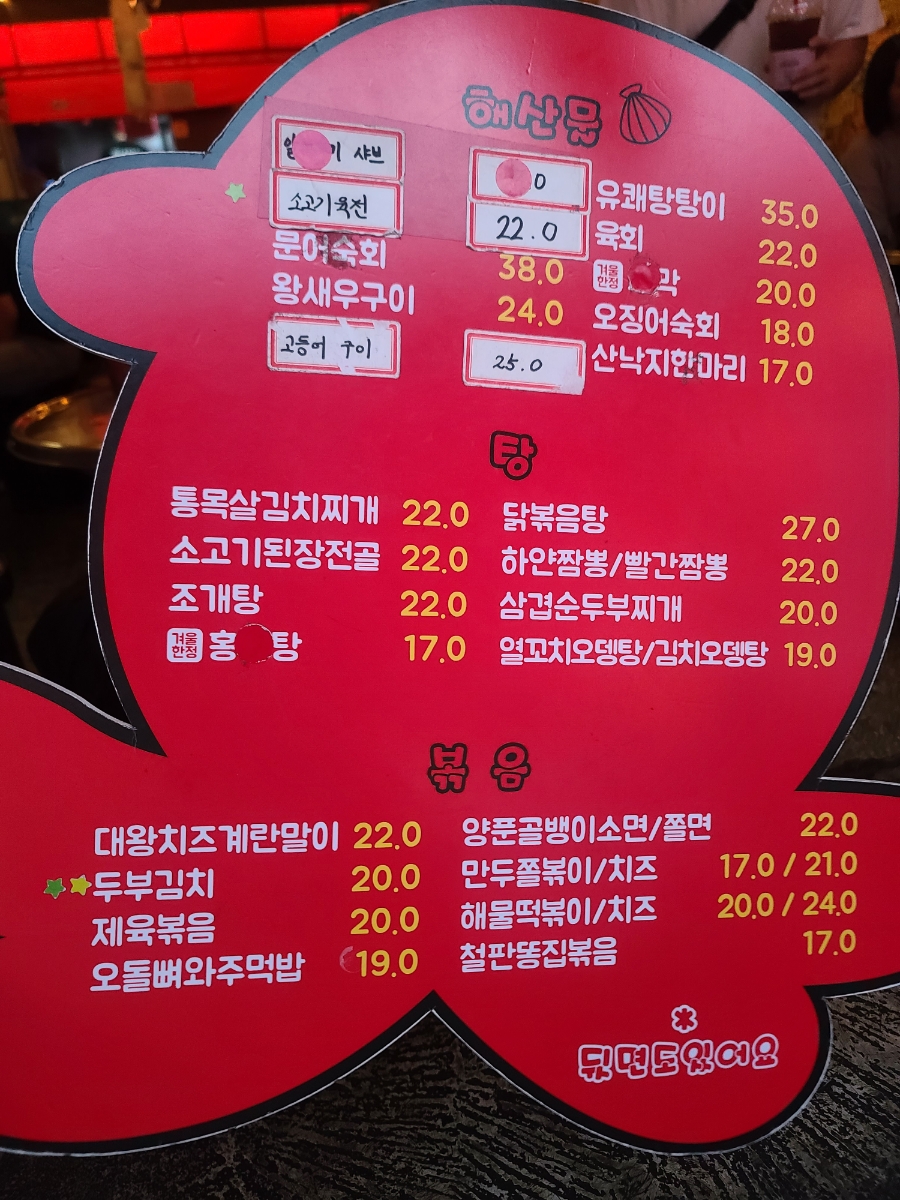 해산물
샤브
소고기육전 22.0
문어숙회 38.0
왕새우구이 24.0
고등어 구이 25.0
유쾌탕탕이 35.0
육회 22.0
겨울한정 20.0
오징어숙회 18.0
산낙지한마리 17.0
탕
통목살김치찌개 22.0
소고기된장전골 22.0
조개탕 22.0
겨울한정 17.0
닭볶음탕 27.0
하얀짬뽕/빨간짬뽕 22.0
삼겹순두부찌개 20.0
열꼬치오뎅탕/김치오뎅탕 19.0
볶음
대왕치즈계란말이 22.0
두부김치 20.0
제육볶음 20.0
오돌뼈와주먹밥 19.0
양푼골뱅이소면/쫄면 22.0
만두쫄볶이/치즈 17.0 / 21.0
해물떡볶이/치즈 20.0 / 24.0
철판똥집볶음 17.0
뒷면도있어요